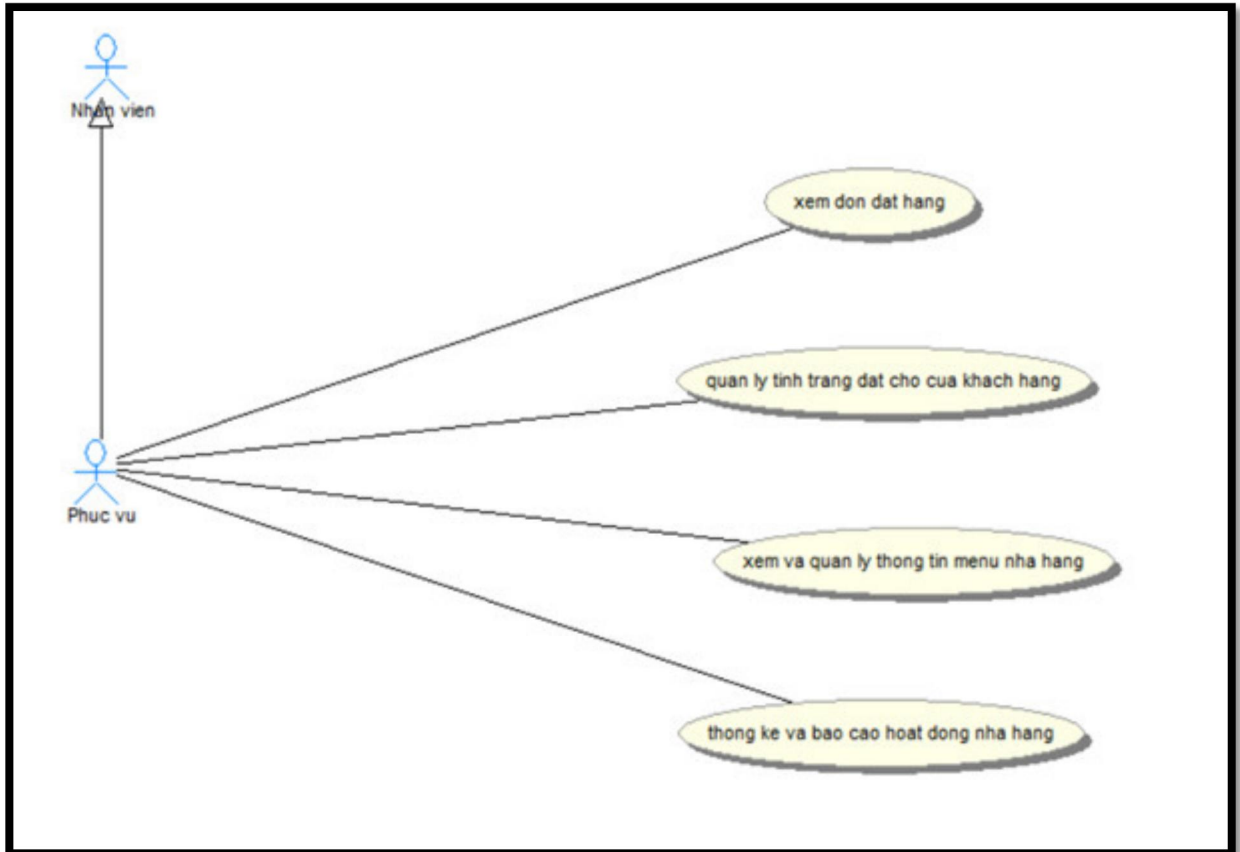 Nhan vien
xem don dat hang
quan ly tinh trang dat cho cua khach hang
Phuc vu
xem va quan ly thong tin menu nha hang
thong ke va bao cao hoat dong nha hang